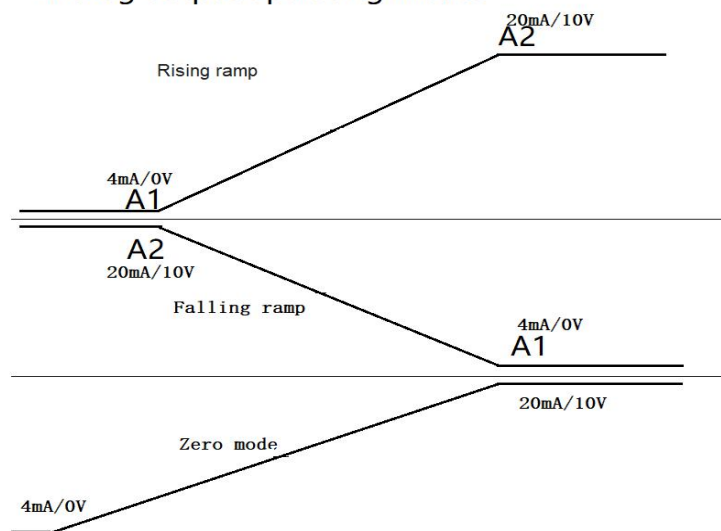 20mA/10V
A2
Rising ramp
4mA/0V
A1
A2
20mA/10V
Falling ramp
4mA/0V
A1
20mA/10V
Zero mode
4mA/0V